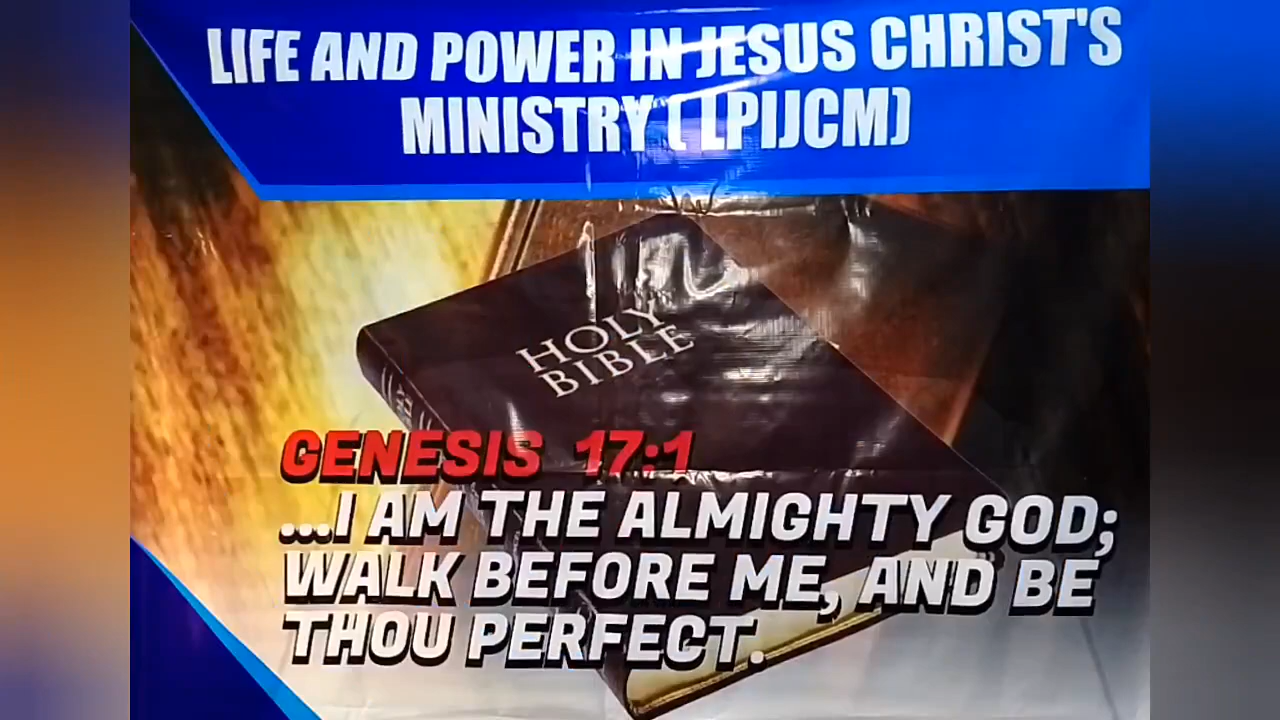 LIFE AND POWER IN JESUS CHRIST'S
MINISTRY ( LPIJCM)
HOLY
BIBLE
GENESIS 17:1
...I AM THE ALMIGHTY GOD;
WALK BEFORE ME, AND BE
THOU PERFECT.